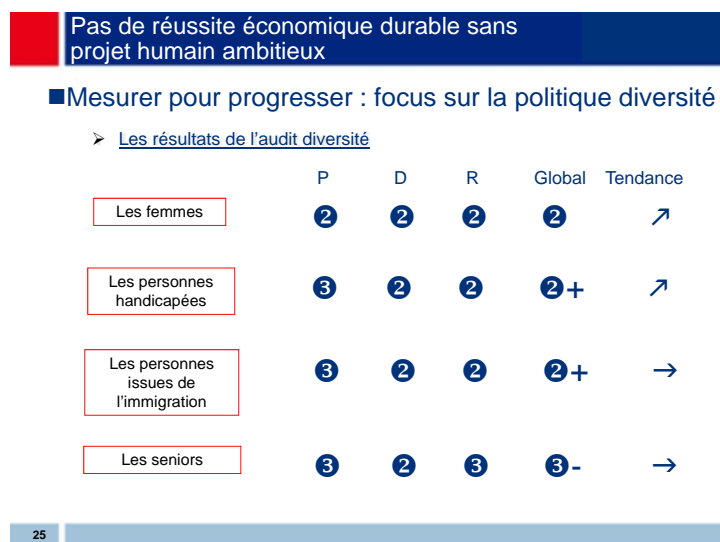 Pas de réussite économique durable sans
projet humain ambitieux
■Mesurer pour progresser : focus sur la politique diversité
➢ Les résultats de l'audit diversité
P D R Global Tendance
Les femmes ❷ ❷ ❷ ❷ ↗
Les personnes
handicapées ❸ ❷ ❷ ❷+ ↗
Les personnes
issues de
l'immigration ❸ ❷ ❷ ❷+ →
Les seniors ❸ ❷ ❸ ❸- →
25